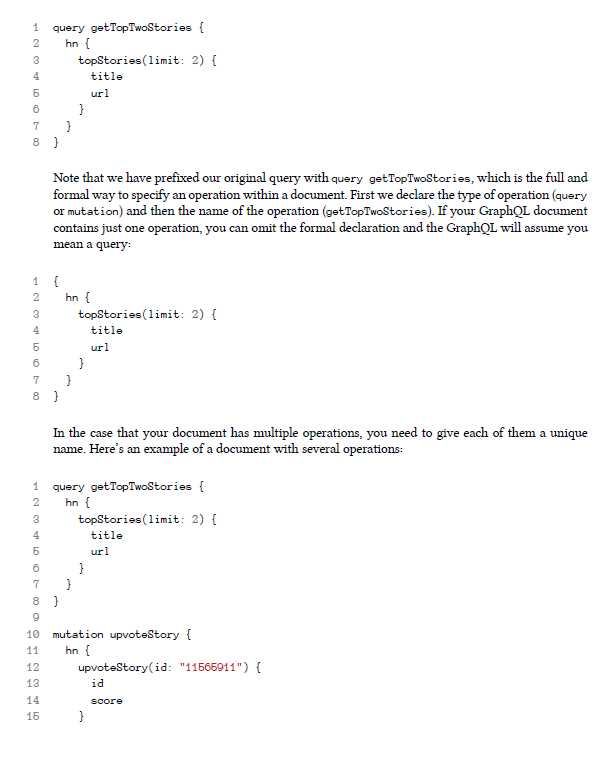 1 query getTopTwoStories {
2   hn {
3     topStories(limit: 2) {
4       title
5       url
6     }
7   }
8 }
Note that we have prefixed our original query with query getTopTwoStories, which is the full and
formal way to specify an operation within a document. First we declare the type of operation (query
or mutation) and then the name of the operation (getTopTwoStories). If your GraphQL document
contains just one operation, you can omit the formal declaration and the GraphQL will assume you
mean a query:
1 {
2   hn {
3     topStories(limit: 2) {
4       title
5       url
6     }
7   }
8 }
In the case that your document has multiple operations, you need to give each of them a unique
name. Here's an example of a document with several operations:
1 query getTopTwoStories {
2   hn {
3     topStories(limit: 2) {
4       title
5       url
6     }
7   }
8 }
9
10 mutation upvoteStory {
11   hn {
12     upvoteStory(id: "11565911") {
13       id
14       score
15     }